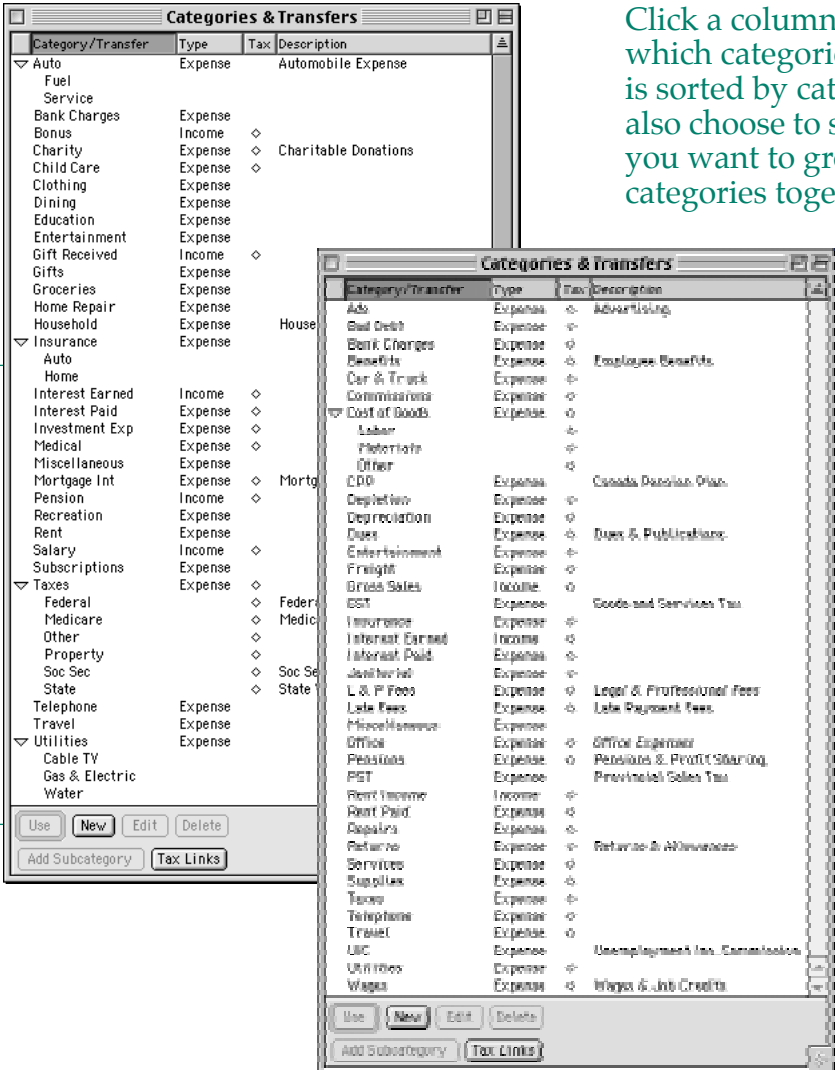 Categories & Transfers
Category/Transfer Type Tax Description
Auto Expense Automobile Expense
Fuel
Service
Bank Charges Expense
Bonus Income ◇
Charity Expense ◇ Charitable Donations
Child Care Expense ◇
Clothing Expense
Dining Expense
Education Expense
Entertainment Expense
Gift Received Income ◇
Gifts Expense
Groceries Expense
Home Repair Expense
Household Expense House
Insurance Expense
Auto
Home
Interest Earned Income ◇
Interest Paid Expense ◇
Investment Exp Expense ◇
Medical Expense ◇
Miscellaneous Expense
Mortgage Int Expense ◇ Mortg
Pension Income ◇
Recreation Expense
Rent Expense
Salary Income ◇
Subscriptions Expense
Taxes Expense ◇
Federal ◇ Feder
Medicare ◇ Medic
Other ◇
Property ◇
Soc Sec ◇ Soc Se
State ◇ State
Telephone Expense
Travel Expense
Utilities Expense
Cable TV
Gas & Electric
Water
Use New Edit Delete
Add Subcategory Tax Links
Click a column
which categorie
is sorted by cat
also choose to s
you want to gr
categories toge
Categories & Transfers
Category/Transfer Type Tax Description
Ads Expense ◇ Advertising
Bad Debt Expense ◇
Bank Charges Expense ◇
Benefits Expense ◇ Employee Benefits
Car & Truck Expense ◇
Commissions Expense ◇
Cost of Goods Expense ◇
Labor ◇
Materials ◇
Other ◇
CPP Expense Canada Pension Plan
Depletion Expense ◇
Depreciation Expense ◇
Dues Expense ◇ Dues & Publications
Entertainment Expense ◇
Freight Expense ◇
Gross Sales Income ◇
GST Expense Goods and Services Tax
Insurance Expense ◇
Interest Earned Income ◇
Interest Paid Expense ◇
Janitorial Expense ◇
L & P Fees Expense ◇ Legal & Professional Fees
Late Fees Expense ◇ Late Payment Fees
Miscellaneous Expense
Office Expense ◇ Office Expenses
Pensions Expense ◇ Pensions & Profit Sharing
PST Expense Provincial Sales Tax
Rent Income Income ◇
Rent Paid Expense ◇
Repairs Expense ◇
Returns Expense ◇ Returns & Allowances
Services Expense ◇
Supplies Expense ◇
Taxes Expense ◇
Telephone Expense ◇
Travel Expense ◇
UIC Expense Unemployment Ins. Commission
Utilities Expense ◇
Wages Expense ◇ Wages & Job Credits
Use New Edit Delete
Add Subcategory Tax Links